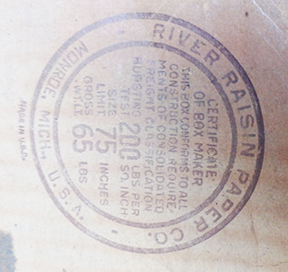 RIVER RAISIN PAPER CO.
MONROE, MICH., U.S.A.
CERTIFICATE
OF BOX MAKER
THIS BOX CONFORMS TO ALL
CONSTRUCTION REQUIRE
MENTS OF CONSOLIDATED
FREIGHT CLASSIFICATION
BURSTING TEST 200 LBS PER SQ INCH
SIZE LIMIT 75 INCHES
GROSS WT.LT. 65 LBS
MADE IN U.S.A.